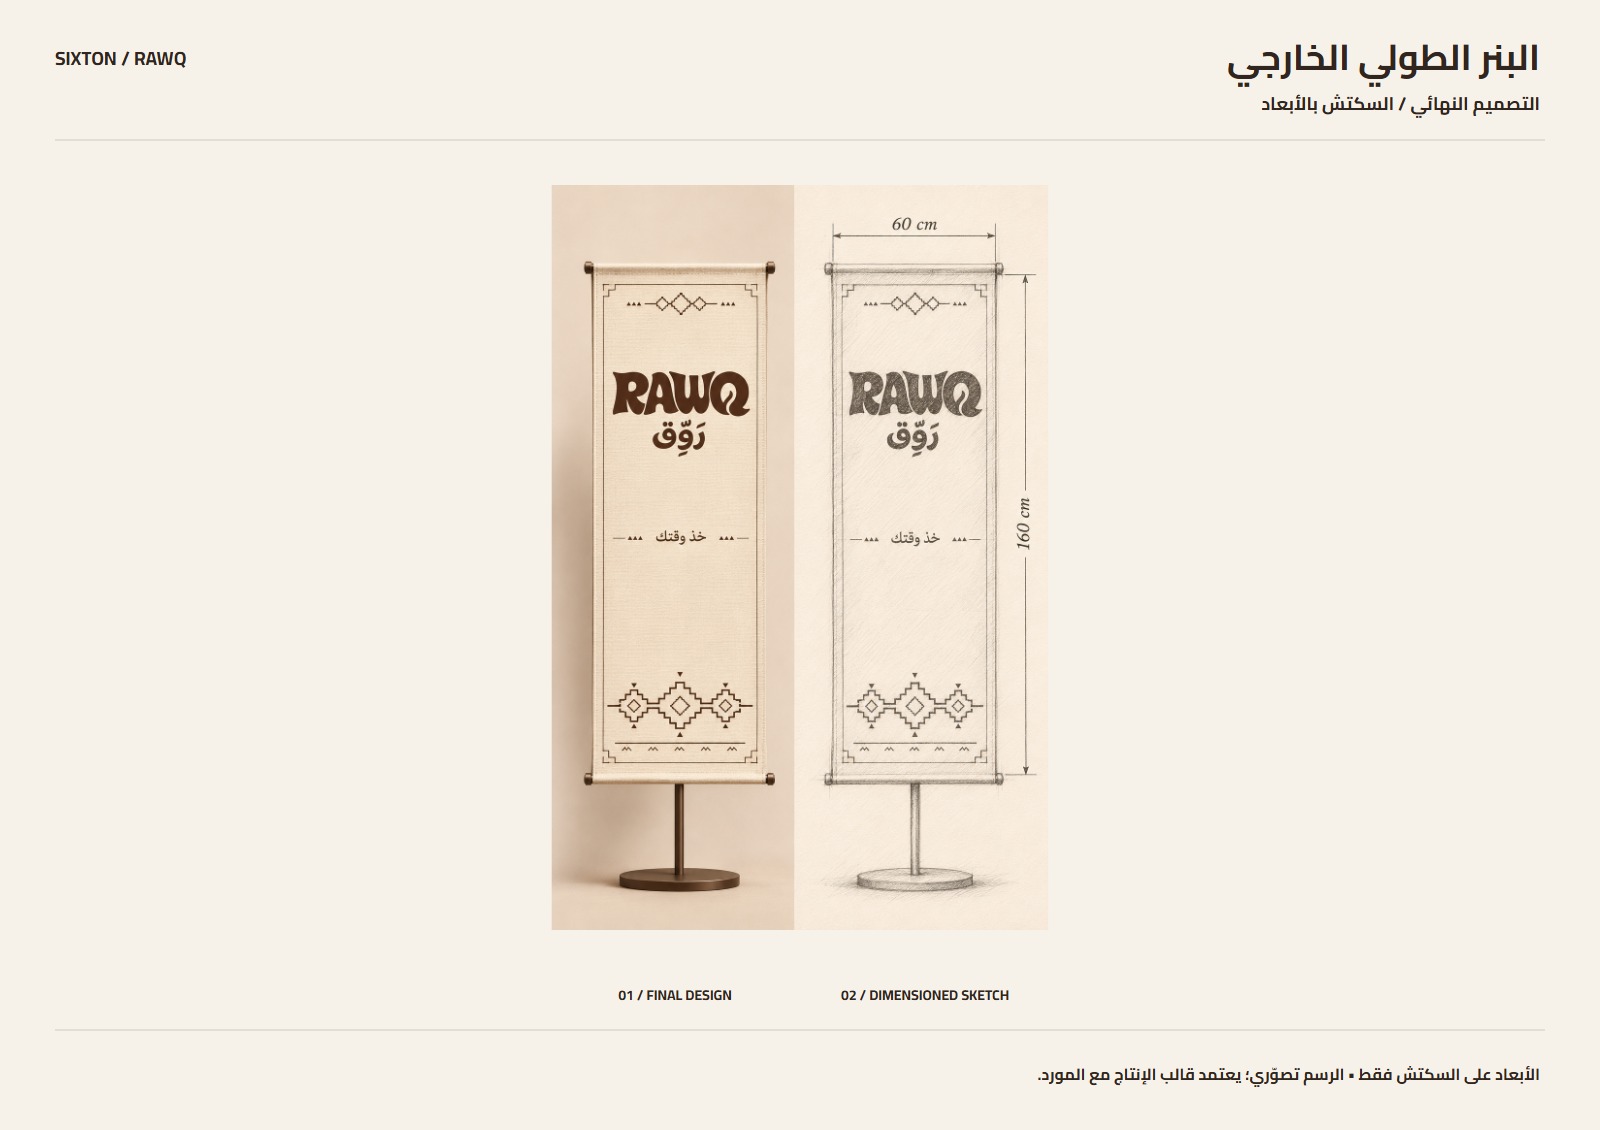 البنر الطولي الخارجي
SIXTON / RAWQ
التصميم النهائي / السكتش بالأبعاد
60 cm
RAWQ
رَوِّق
خذ وقتك
RAWQ
رَوِّق
خذ وقتك
160 cm
01 / FINAL DESIGN
02 / DIMENSIONED SKETCH
الأبعاد على السكتش فقط • الرسم تصوّري؛ يعتمد قالب الإنتاج مع المورد.